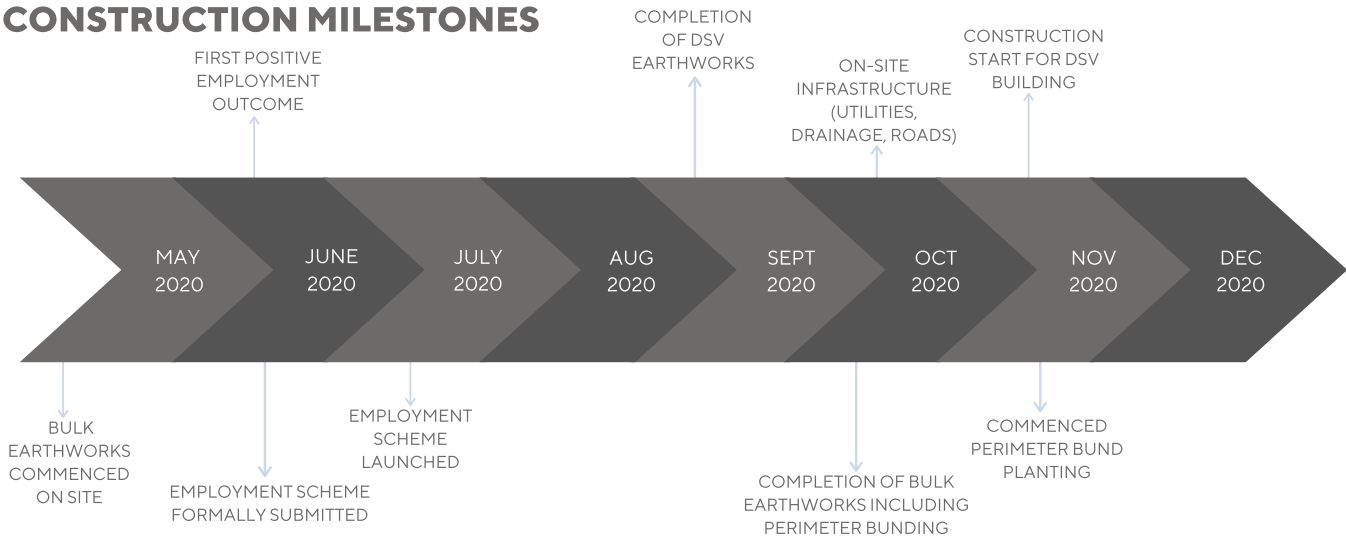 CONSTRUCTION MILESTONES
FIRST POSITIVE
EMPLOYMENT
OUTCOME
COMPLETION
OF DSV
EARTHWORKS
ON-SITE
INFRASTRUCTURE
(UTILITIES,
DRAINAGE, ROADS)
CONSTRUCTION
START FOR DSV
BUILDING
MAY
2020
JUNE
2020
JULY
2020
AUG
2020
SEPT
2020
OCT
2020
NOV
2020
DEC
2020
BULK
EARTHWORKS
COMMENCED
ON SITE
EMPLOYMENT SCHEME
FORMALLY SUBMITTED
EMPLOYMENT
SCHEME
LAUNCHED
COMPLETION OF BULK
EARTHWORKS INCLUDING
PERIMETER BUNDING
COMMENCED
PERIMETER BUND
PLANTING